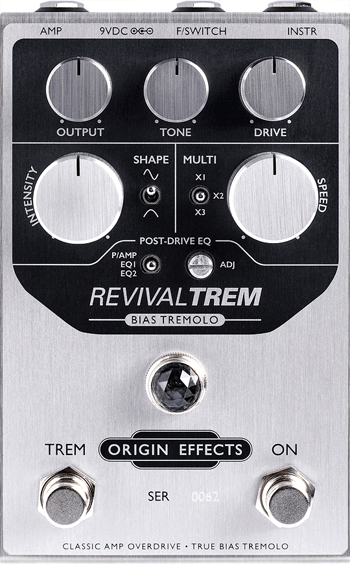 AMP 9VDC F/SWITCH INSTR
OUTPUT TONE DRIVE
INTENSITY
SHAPE
MULTI
X1
X2
X3
SPEED
POST-DRIVE EQ
P/AMP
EQ1
EQ2
ADJ
REVIVALTREM
BIAS TREMOLO
TREM
ORIGIN EFFECTS
ON
SER 0062
CLASSIC AMP OVERDRIVE • TRUE BIAS TREMOLO